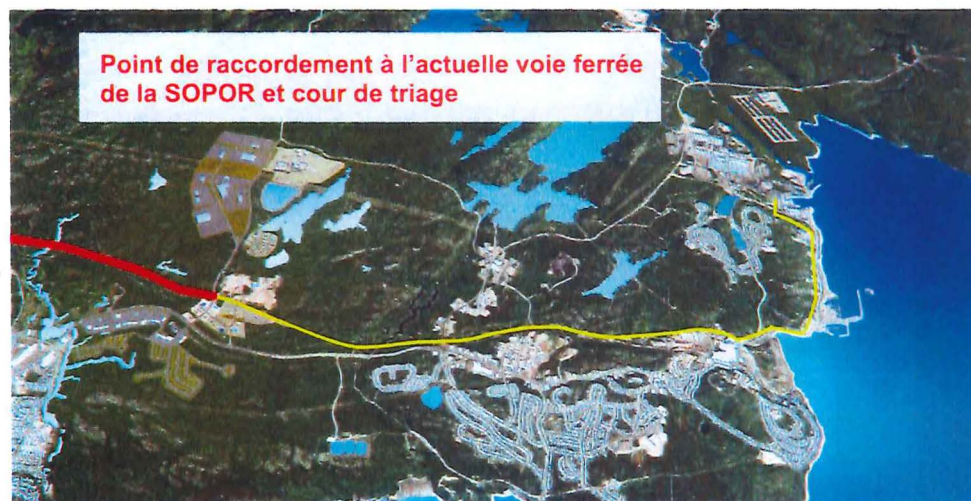 Point de raccordement à l'actuelle voie ferrée
de la SOPOR et cour de triage